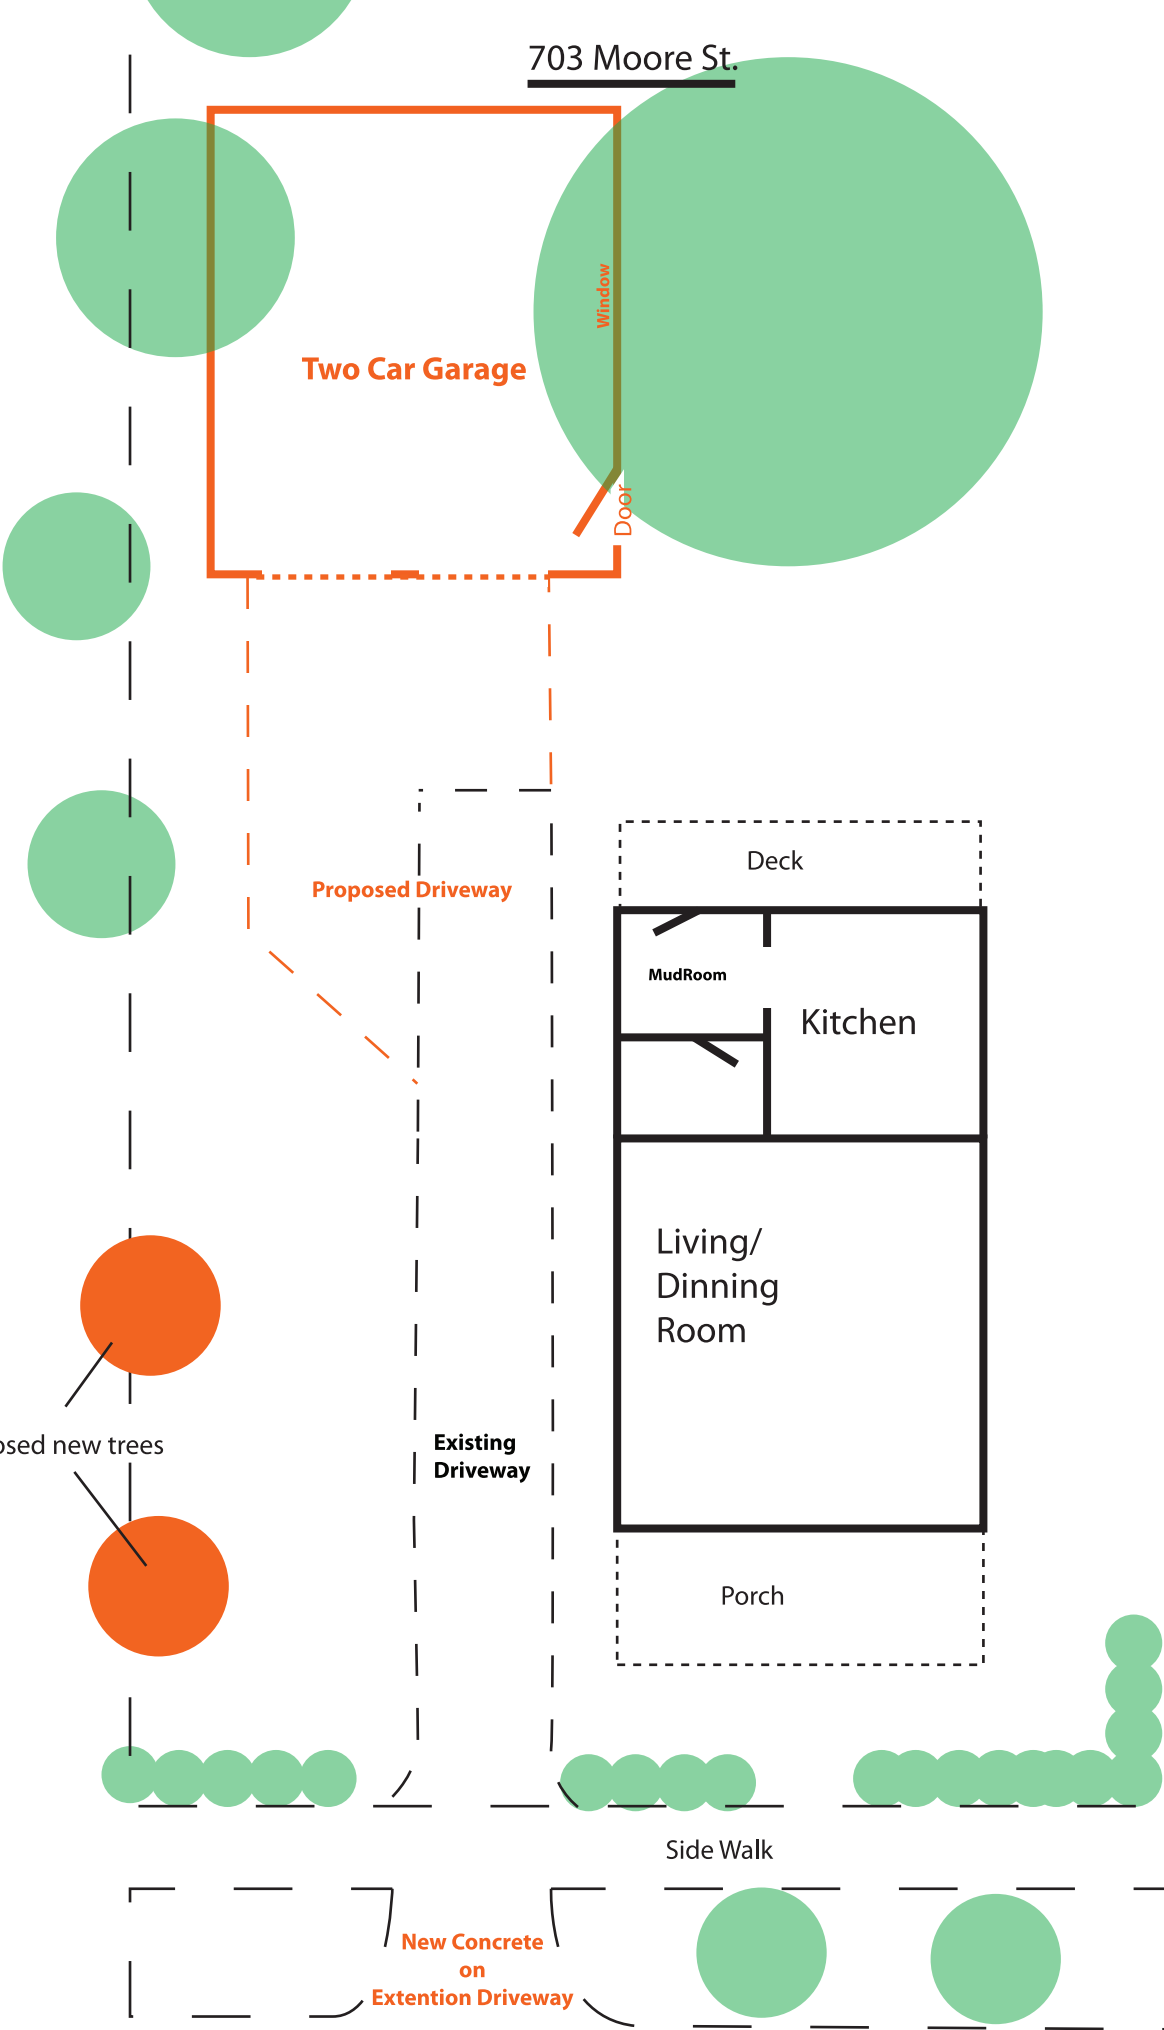 703 Moore St.
Window
Two Car Garage
Door
Deck
Proposed Driveway
MudRoom
Kitchen
Living/
Dinning
Room
new trees
Existing
Driveway
Porch
Side Walk
New Concrete
on
Extention Driveway